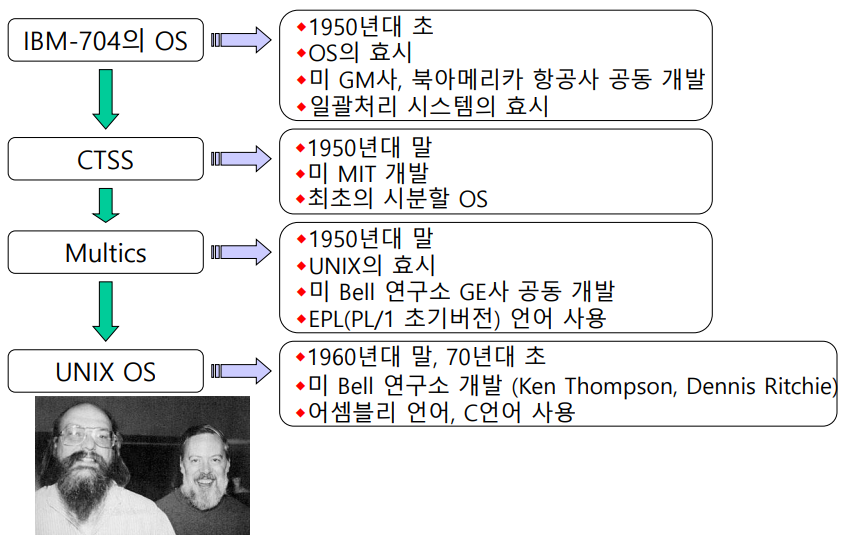 IBM-704의 OS
◆1950년대 초
◆OS의 효시
◆미 GM사, 북아메리카 항공사 공동 개발
◆일괄처리 시스템의 효시
CTSS
◆1950년대 말
◆미 MIT 개발
◆최초의 시분할 OS
Multics
◆1950년대 말
◆UNIX의 효시
◆미 Bell 연구소 GE사 공동 개발
◆EPL(PL/1 초기버전) 언어 사용
UNIX OS
◆1960년대 말, 70년대 초
◆미 Bell 연구소 개발 (Ken Thompson, Dennis Ritchie)
◆어셈블리 언어, C언어 사용